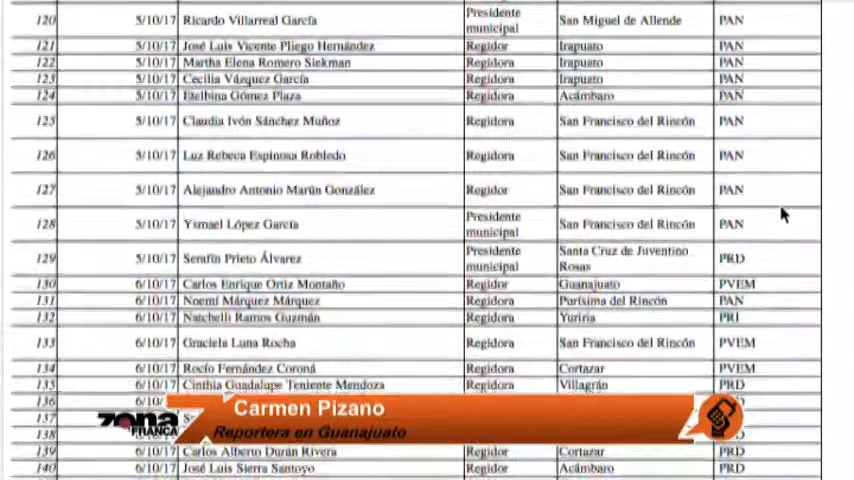 120 5/10/17 Ricardo Villarreal García Presidente municipal San Miguel de Allende PAN
121 5/10/17 José Luis Vicente Pliego Hernández Regidor Irapuato PAN
122 5/10/17 Martha Elena Romero Siekman Regidora Irapuato PAN
123 5/10/17 Cecilia Vázquez García Regidora Irapuato PAN
124 5/10/17 Etelbina Gómez Plaza Regidora Acámbaro PAN
125 5/10/17 Claudia Ivón Sánchez Muñoz Regidora San Francisco del Rincón PAN
126 5/10/17 Luz Rebeca Espinosa Robledo Regidora San Francisco del Rincón PAN
127 5/10/17 Alejandro Antonio Marún González Regidor San Francisco del Rincón PAN
128 5/10/17 Ysmael López García Presidente municipal San Francisco del Rincón PAN
129 5/10/17 Serafín Prieto Álvarez Presidente municipal Santa Cruz de Juventino Rosas PRD
130 6/10/17 Carlos Enrique Ortiz Montaño Regidor Guanajuato PVEM
131 6/10/17 Noemí Márquez Márquez Regidora Purísima del Rincón PAN
132 6/10/17 Natchelli Ramos Guzmán Regidora Yuriria PRI
133 6/10/17 Graciela Luna Rocha Regidora San Francisco del Rincón PVEM
134 6/10/17 Rocío Fernández Coroná Regidora Cortazar PVEM
135 6/10/17 Cinthia Guadalupe Teniente Mendoza Regidora Villagrán PRD
136 6/10/
137
138
139 6/10/17 Carlos Alberto Durán Rivera Regidor Cortazar PRD
140 6/10/17 José Luis Sierra Santoyo Regidor Acámbaro PRD
zona FRANCA
Carmen Pizano
Reportera en Guanajuato